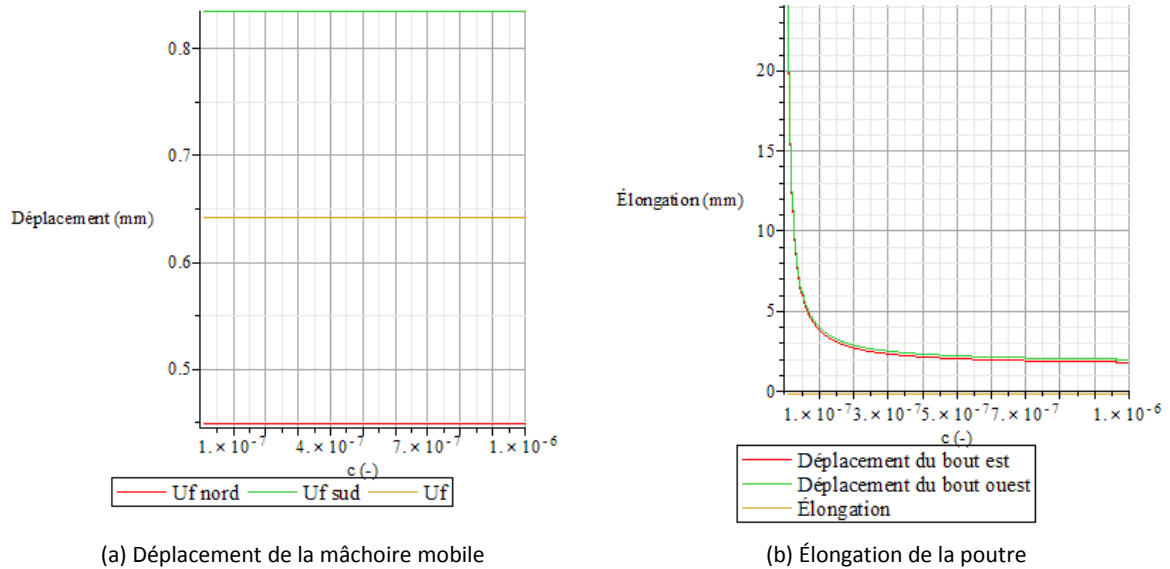 0.8
0.7
Déplacement (mm)
0.6
0.5
1. × 10⁻⁷ 4. × 10⁻⁷ 7. × 10⁻⁷ 1. × 10⁻⁶
c (-)
Uf nord Uf sud Uf
(a) Déplacement de la mâchoire mobile
20
15
Élongation (mm)
10
5
0
1. × 10⁻⁷ 3. × 10⁻⁷ 5. × 10⁻⁷ 7. × 10⁻⁷ 1. × 10⁻⁶
c (-)
Déplacement du bout est
Déplacement du bout ouest
Élongation
(b) Élongation de la poutre